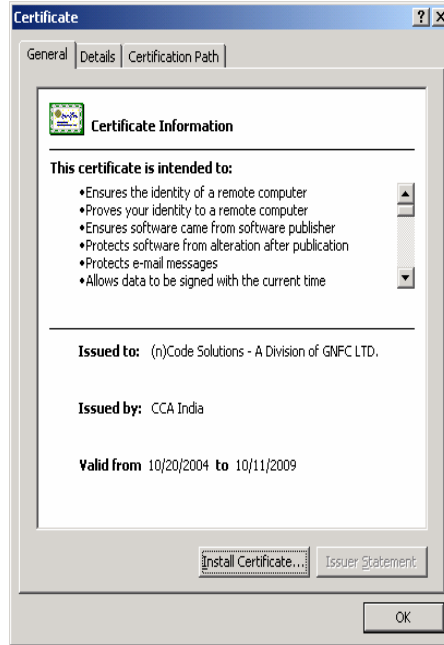 Certificate
General Details Certification Path
Certificate Information
This certificate is intended to:
•Ensures the identity of a remote computer
•Proves your identity to a remote computer
•Ensures software came from software publisher
•Protects software from alteration after publication
•Protects e-mail messages
•Allows data to be signed with the current time
Issued to: (n)Code Solutions - A Division of GNFC LTD.
Issued by: CCA India
Valid from 10/20/2004 to 10/11/2009
Install Certificate... Issuer Statement
OK